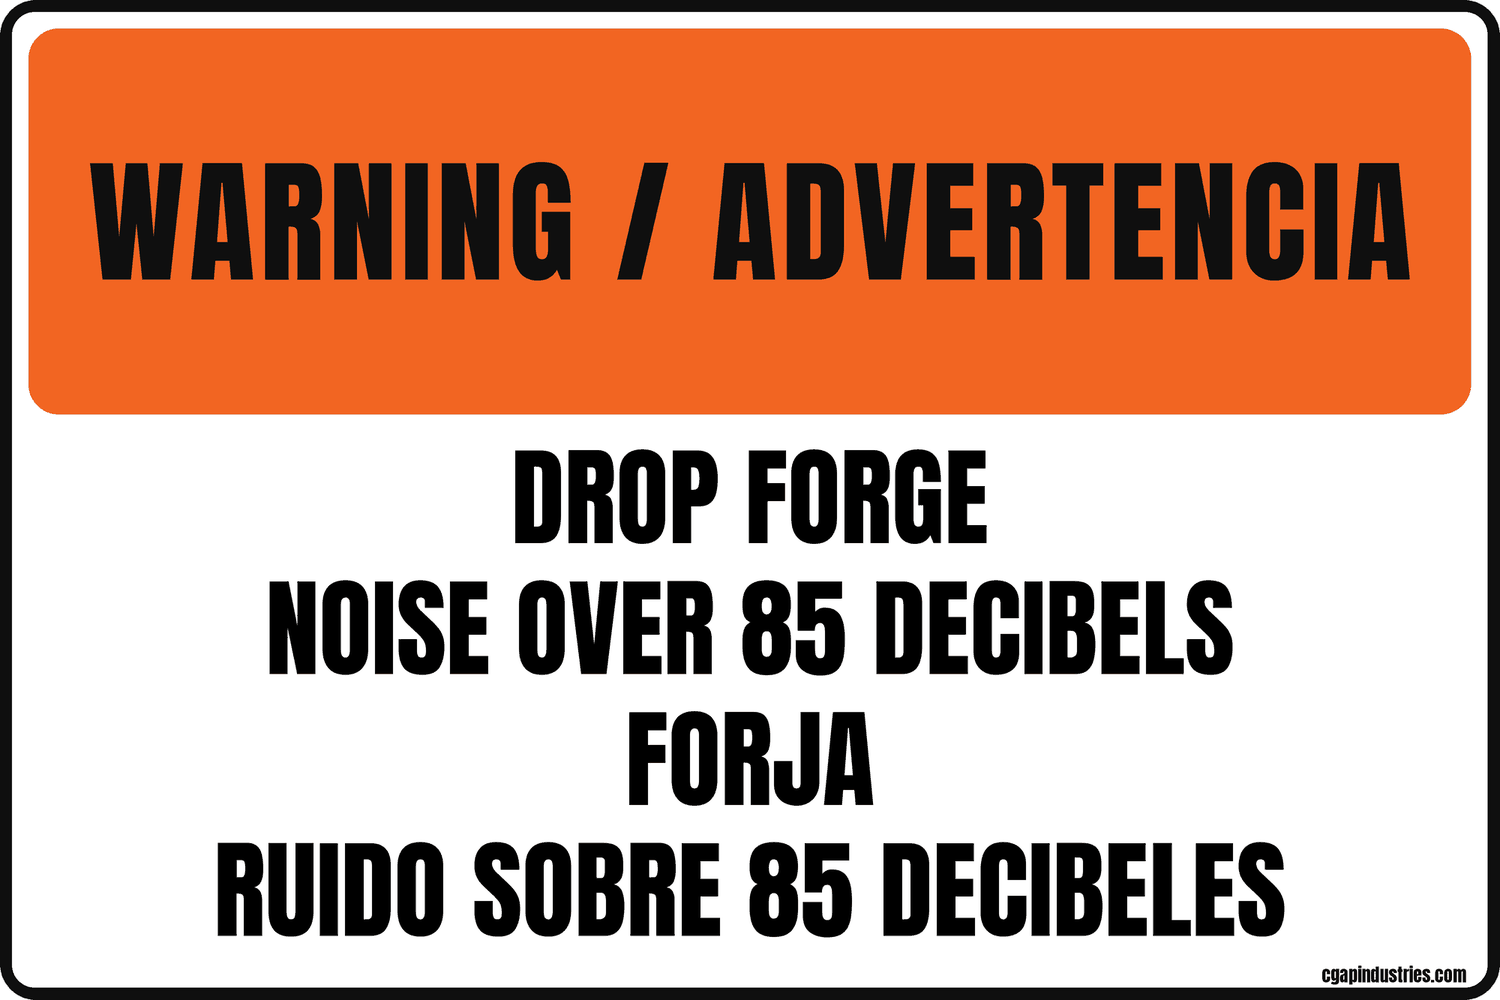 WARNING / ADVERTENCIA
DROP FORGE
NOISE OVER 85 DECIBELS
FORJA
RUIDO SOBRE 85 DECIBELES
cgapindustries.com